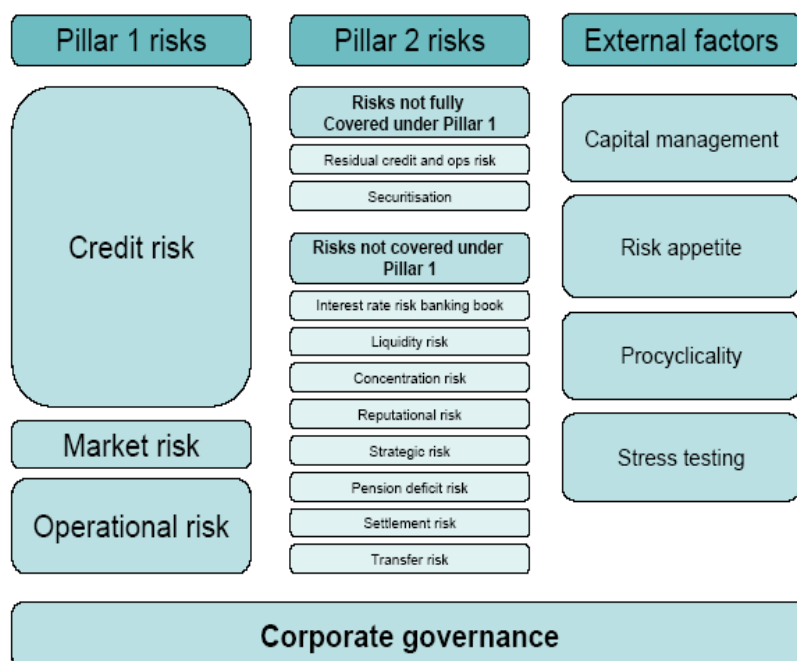 Pillar 1 risks
Credit risk
Market risk
Operational risk
Pillar 2 risks
Risks not fully
Covered under Pillar 1
Residual credit and ops risk
Securitisation
Risks not covered under
Pillar 1
Interest rate risk banking book
Liquidity risk
Concentration risk
Reputational risk
Strategic risk
Pension deficit risk
Settlement risk
Transfer risk
External factors
Capital management
Risk appetite
Procyclicality
Stress testing
Corporate governance